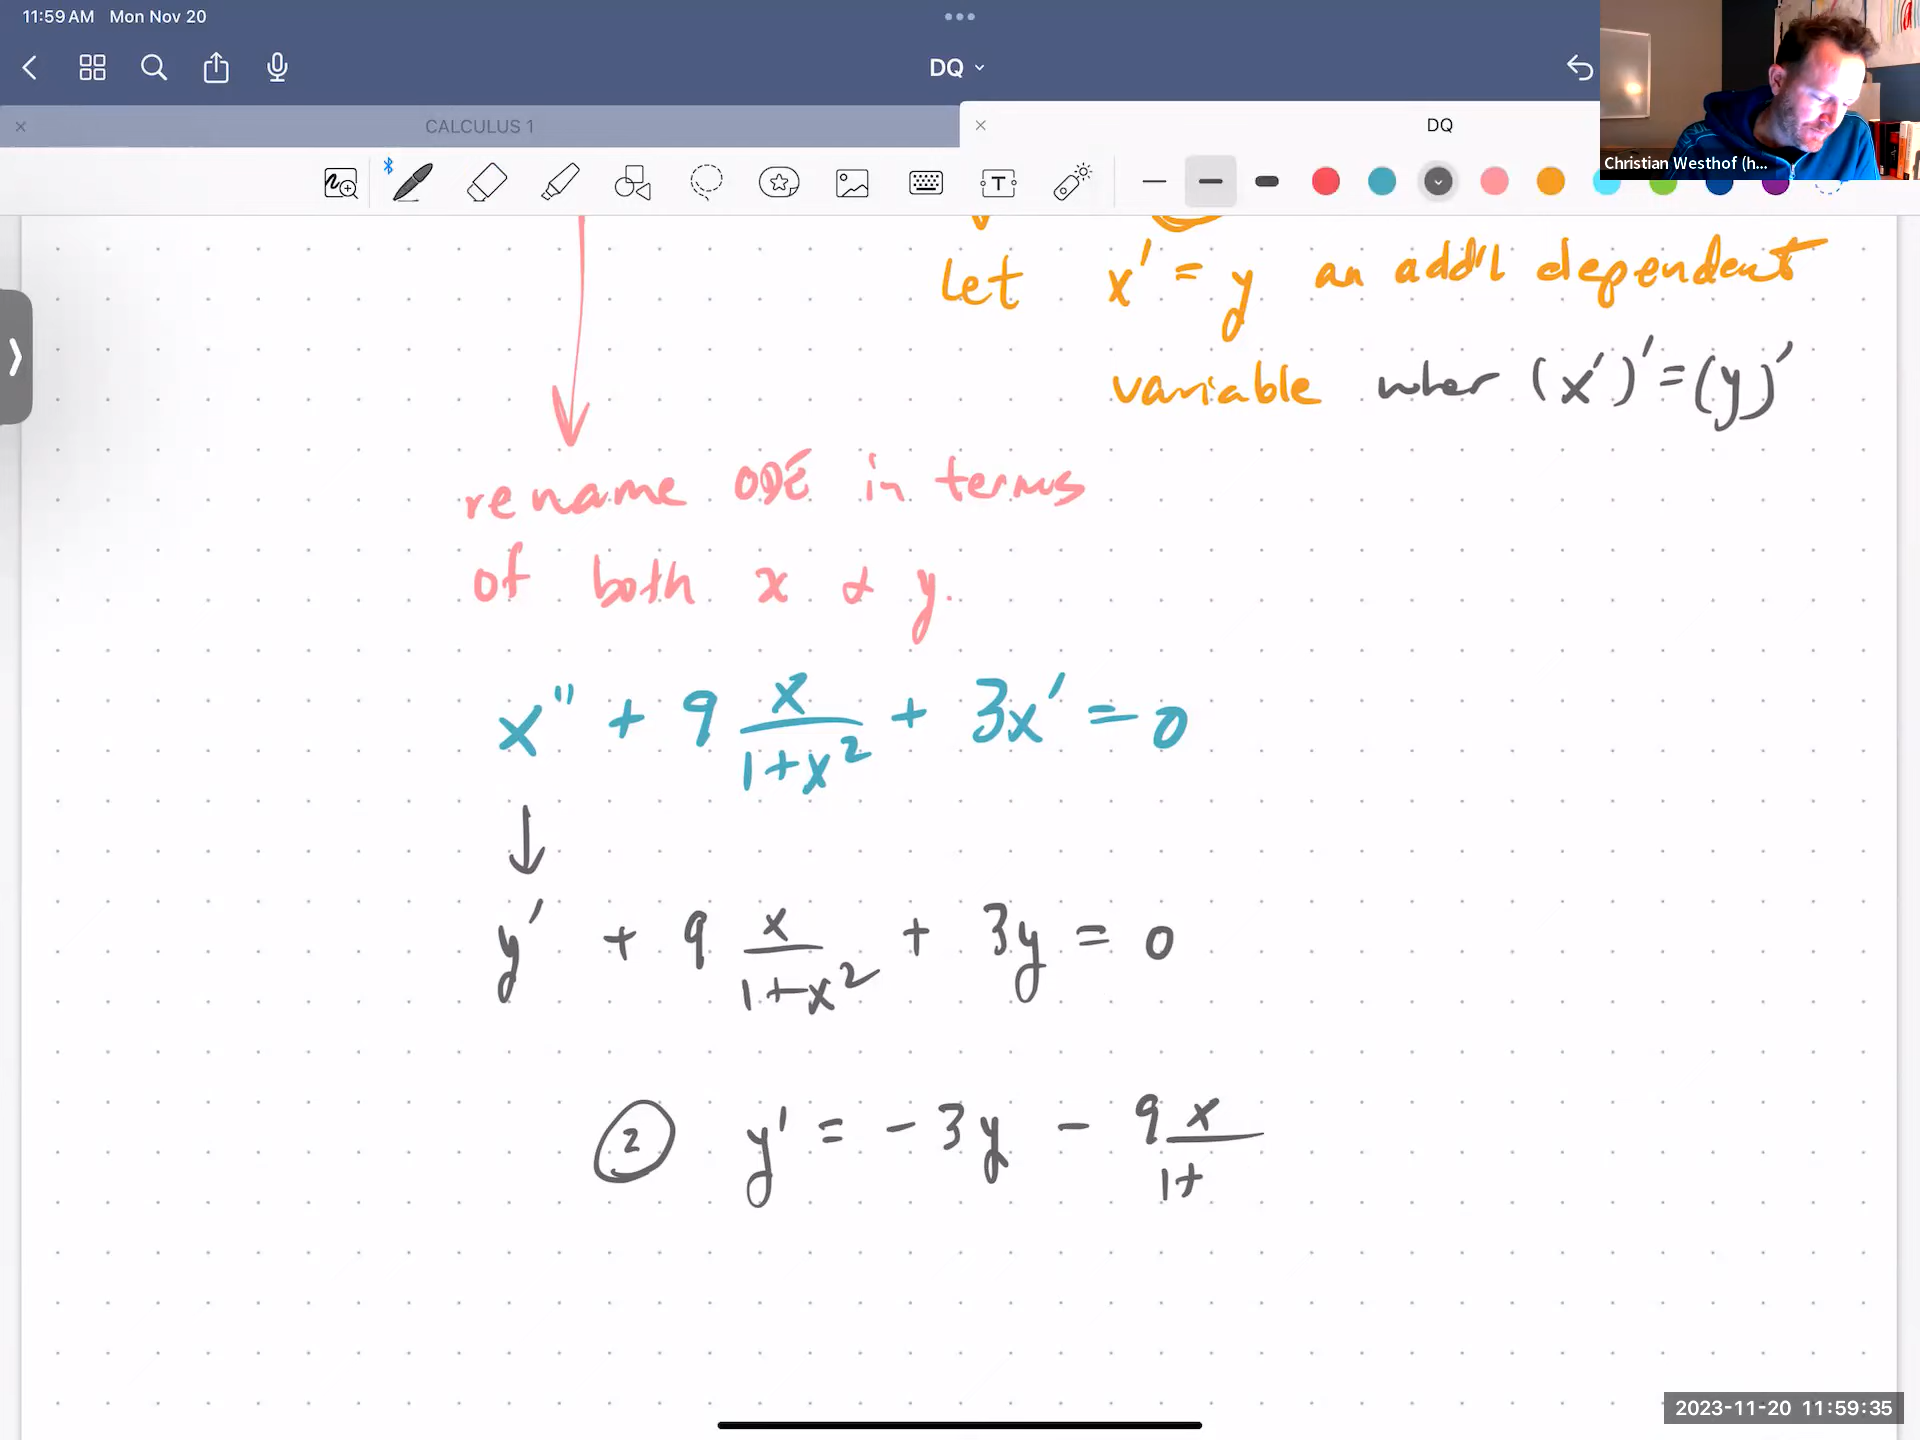 11:59 AM Mon Nov 20
DQ
CALCULUS 1
DQ
Christian Westhof (h...
Let x' = y an add'l dependent
variable wher (x')' = (y)'
rename ODE in terms
of both x & y.
x'' + 9 x/(1+x²) + 3x' = 0
↓
y' + 9 x/(1+x²) + 3y = 0
② y' = -3y - 9x/(1+
2023-11-20 11:59:35